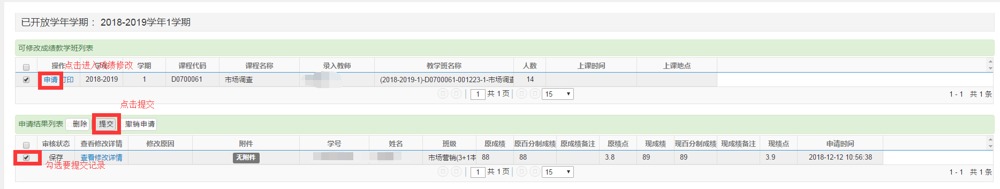 已开放学年学期： 2018-2019学年1学期
可修改成绩教学班列表
操作 点击进入成绩修改 学期 课程代码 课程名称 录入教师 教学班名称 人数 上课时间 上课地点
申请 打印 2018-2019 1 D0700061 市场调查 (2018-2019-1)-D0700061-001223-1-市场调查 14
1 共 1 页 15 1 - 1 共 1 条
点击提交
申请结果列表 删除 提交 撤销申请
审核状态 查看修改详情 修改原因 附件 学号 姓名 班级 原成绩 原百分制成绩 原成绩备注 原绩点 现成绩 现百分制成绩 现成绩备注 现绩点 申请时间
保存 查看修改详情 无附件 市场营销(3+1本 88 88 3.8 89 89 3.9 2018-12-12 10:56:38
勾选要提交记录
1 共 1 页 15 1 - 1 共 1 条